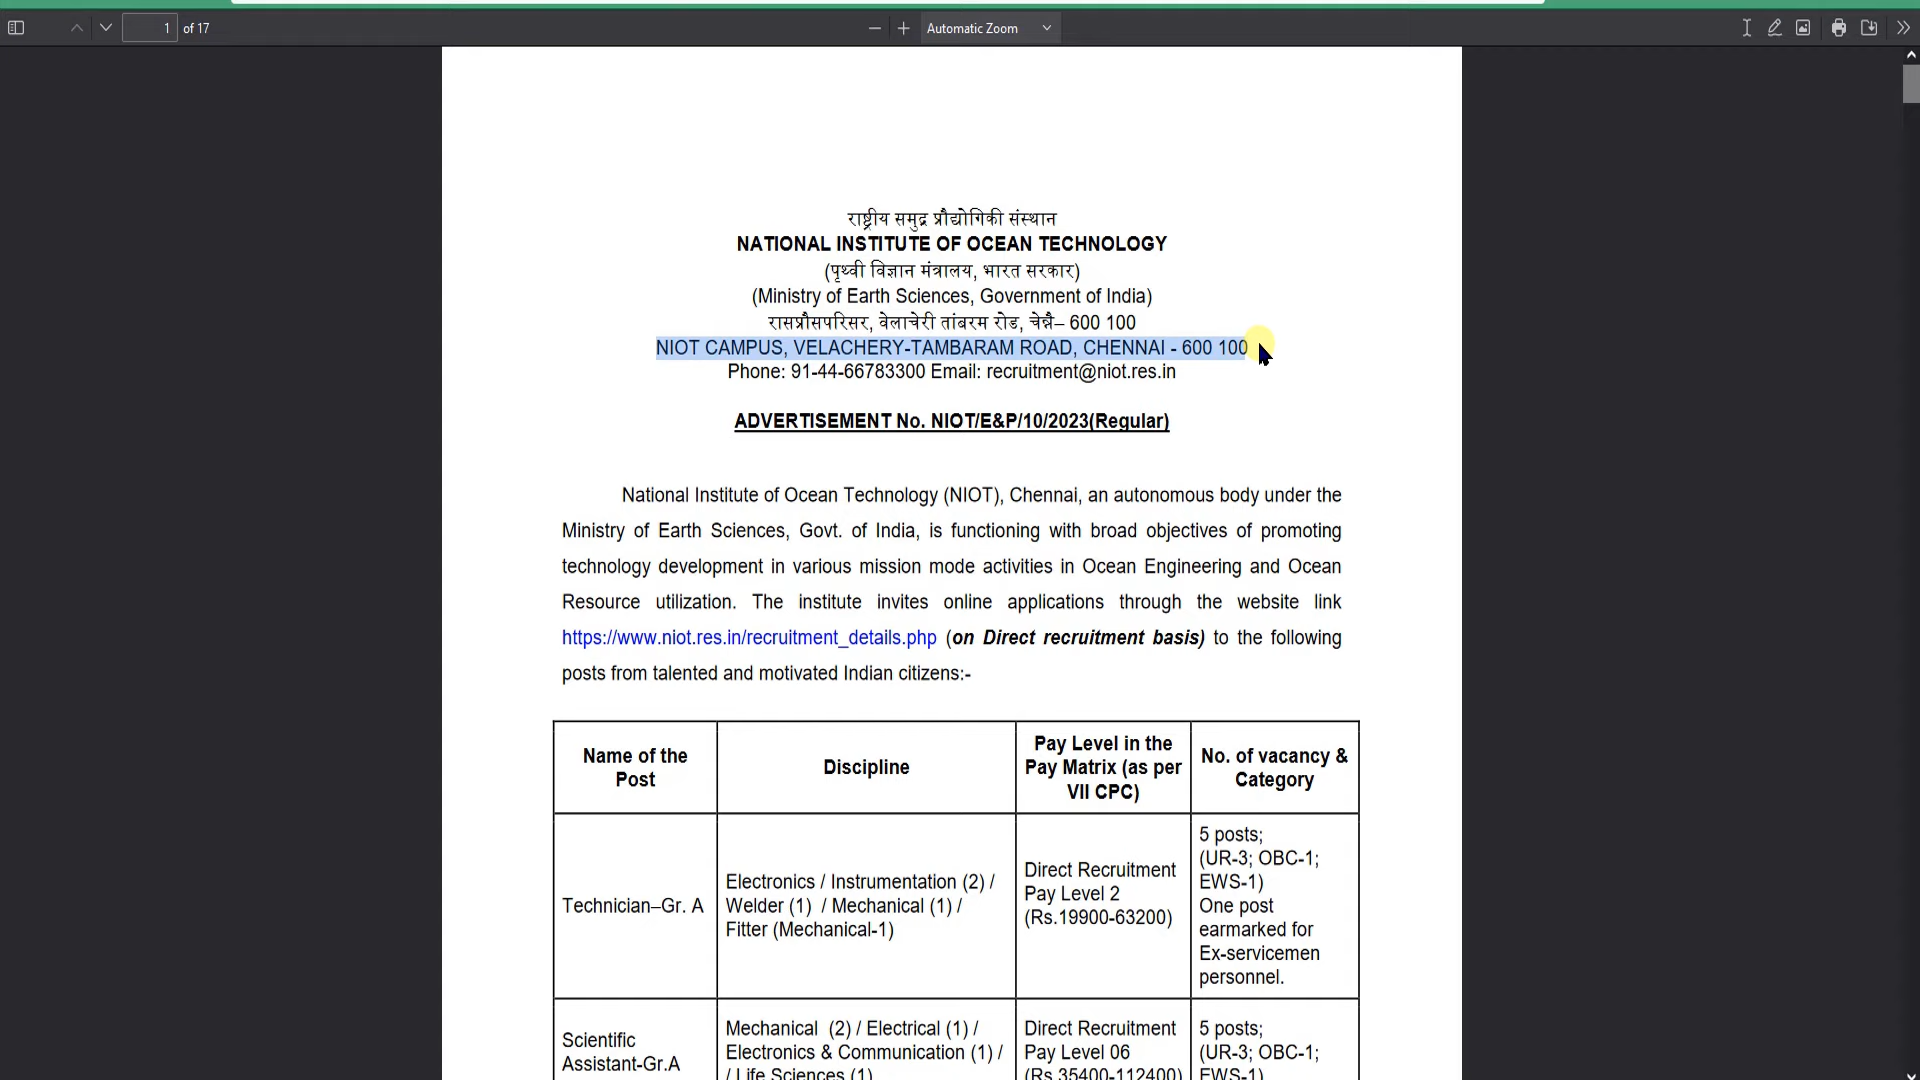 1 of 17
Automatic Zoom
राष्ट्रीय समुद्र प्रौद्योगिकी संस्थान
NATIONAL INSTITUTE OF OCEAN TECHNOLOGY
(पृथ्वी विज्ञान मंत्रालय, भारत सरकार)
(Ministry of Earth Sciences, Government of India)
रासप्रौसपरिसर, वेलाचेरी तांबरम रोड, चेन्नै– 600 100
NIOT CAMPUS, VELACHERY-TAMBARAM ROAD, CHENNAI - 600 100
Phone: 91-44-66783300 Email: recruitment@niot.res.in
ADVERTISEMENT No. NIOT/E&P/10/2023(Regular)
National Institute of Ocean Technology (NIOT), Chennai, an autonomous body under the
Ministry of Earth Sciences, Govt. of India, is functioning with broad objectives of promoting
technology development in various mission mode activities in Ocean Engineering and Ocean
Resource utilization. The institute invites online applications through the website link
https://www.niot.res.in/recruitment_details.php (on Direct recruitment basis) to the following
posts from talented and motivated Indian citizens:-
Name of the
Post
Discipline
Pay Level in the
Pay Matrix (as per
VII CPC)
No. of vacancy &
Category
Technician–Gr. A
Electronics / Instrumentation (2) /
Welder (1) / Mechanical (1) /
Fitter (Mechanical-1)
Direct Recruitment
Pay Level 2
(Rs.19900-63200)
5 posts;
(UR-3; OBC-1;
EWS-1)
One post
earmarked for
Ex-servicemen
personnel.
Scientific
Assistant-Gr.A
Mechanical (2) / Electrical (1) /
Electronics & Communication (1) /
/ Life Sciences (1)
Direct Recruitment
Pay Level 06
(Rs.35400-112400)
5 posts;
(UR-3; OBC-1;
EWS-1)